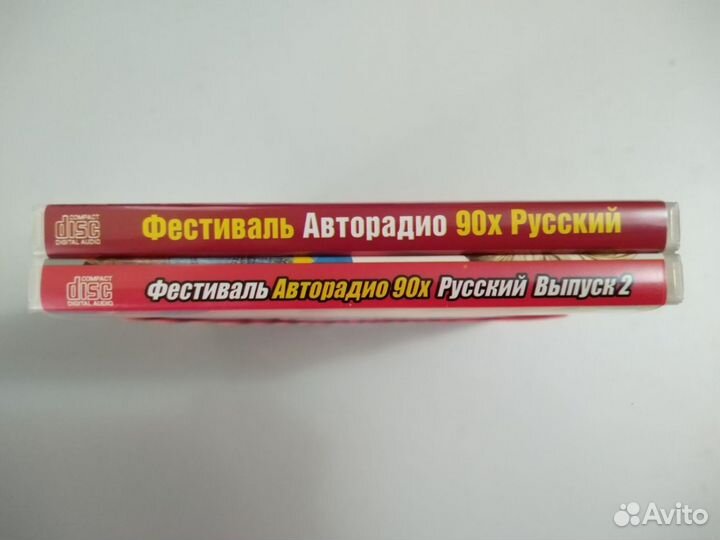 COMPACT
disc
DIGITAL AUDIO
Фестиваль Авторадио 90х Русский
COMPACT
disc
DIGITAL AUDIO
Фестиваль Авторадио 90х Русский Выпуск 2
Avito